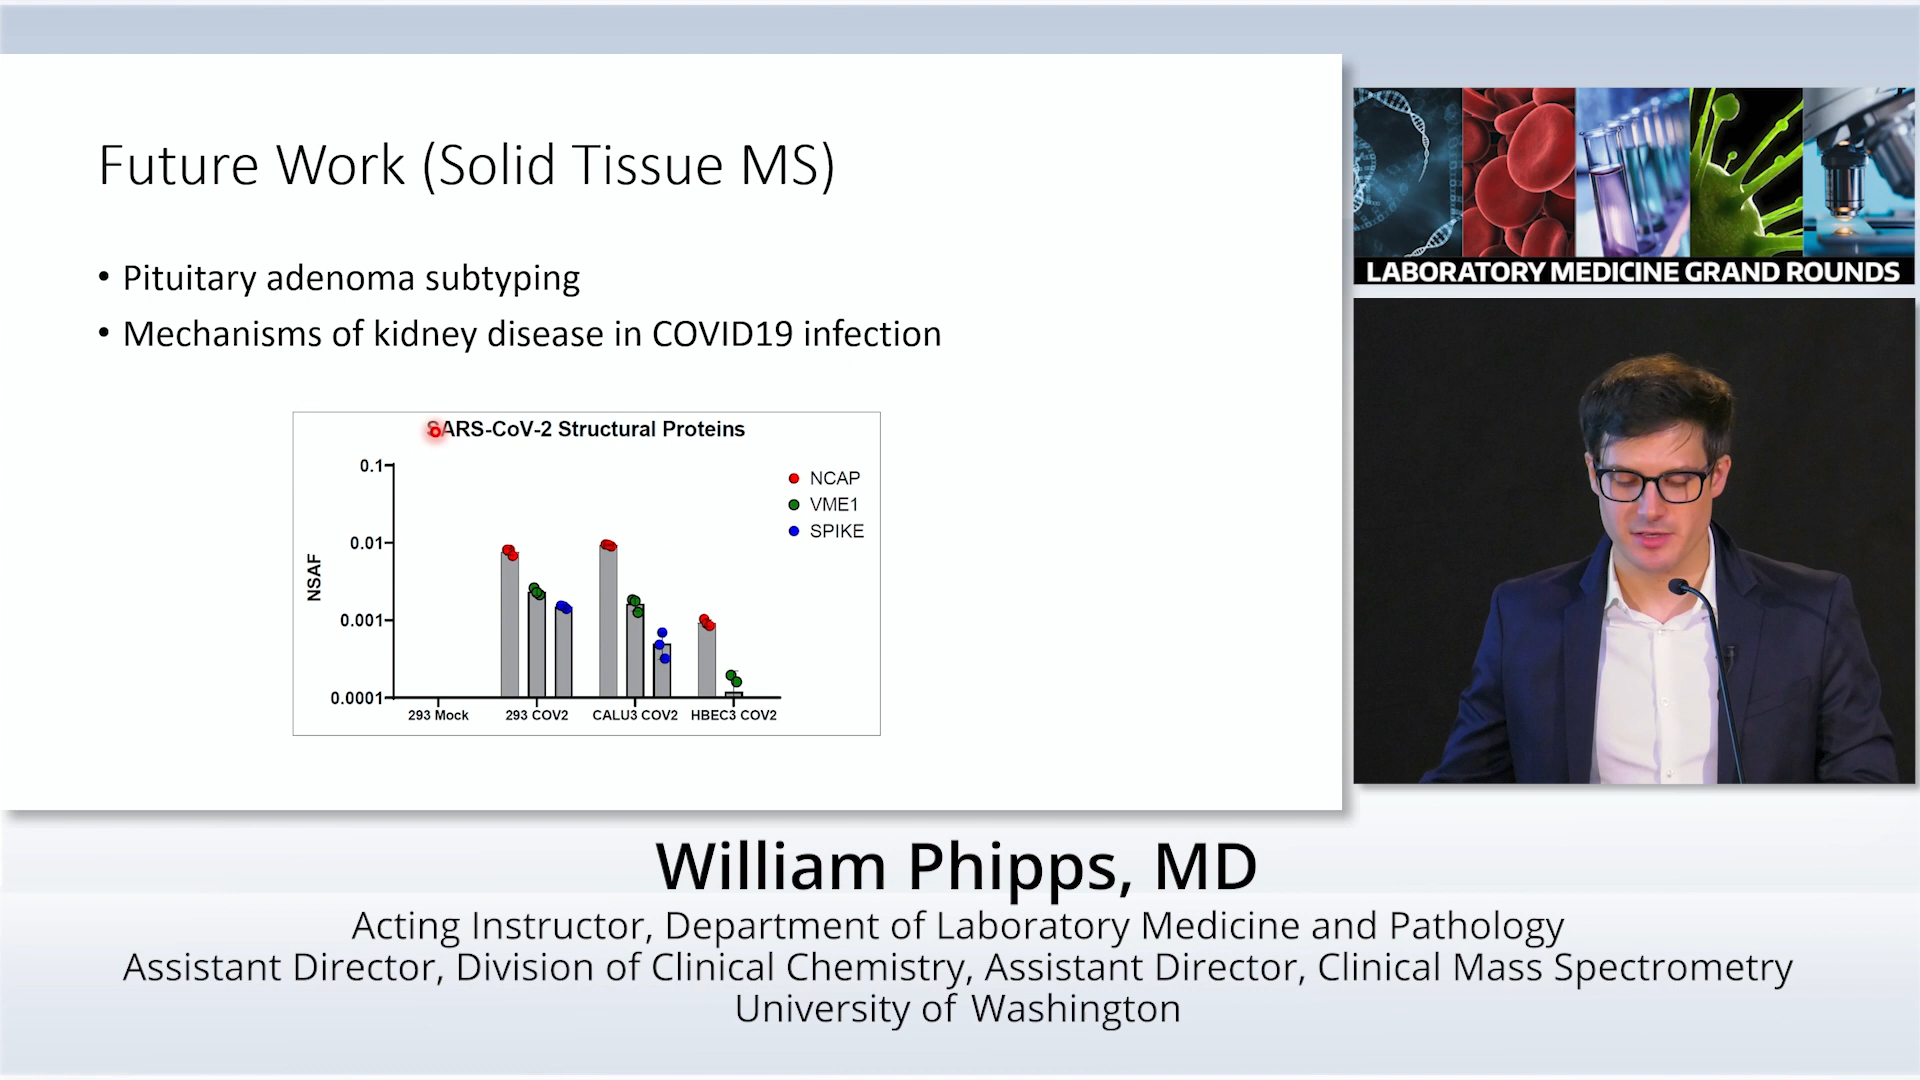 Future Work (Solid Tissue MS)
• Pituitary adenoma subtyping
• Mechanisms of kidney disease in COVID19 infection
SARS-CoV-2 Structural Proteins
NCAP
VME1
SPIKE
NSAF
0.1
0.01
0.001
0.0001
293 Mock
293 COV2
CALU3 COV2
HBEC3 COV2
LABORATORY MEDICINE GRAND ROUNDS
William Phipps, MD
Acting Instructor, Department of Laboratory Medicine and Pathology
Assistant Director, Division of Clinical Chemistry, Assistant Director, Clinical Mass Spectrometry
University of Washington